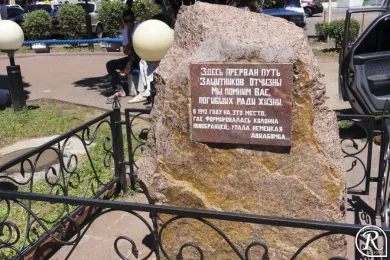 Здесь прерван путь
Защитников Отчизны
Мы помним Вас,
погибших ради жизни.
В 1942 году на это место,
где формировалась колонна
новобранцев, упала немецкая
авиабомба.
R